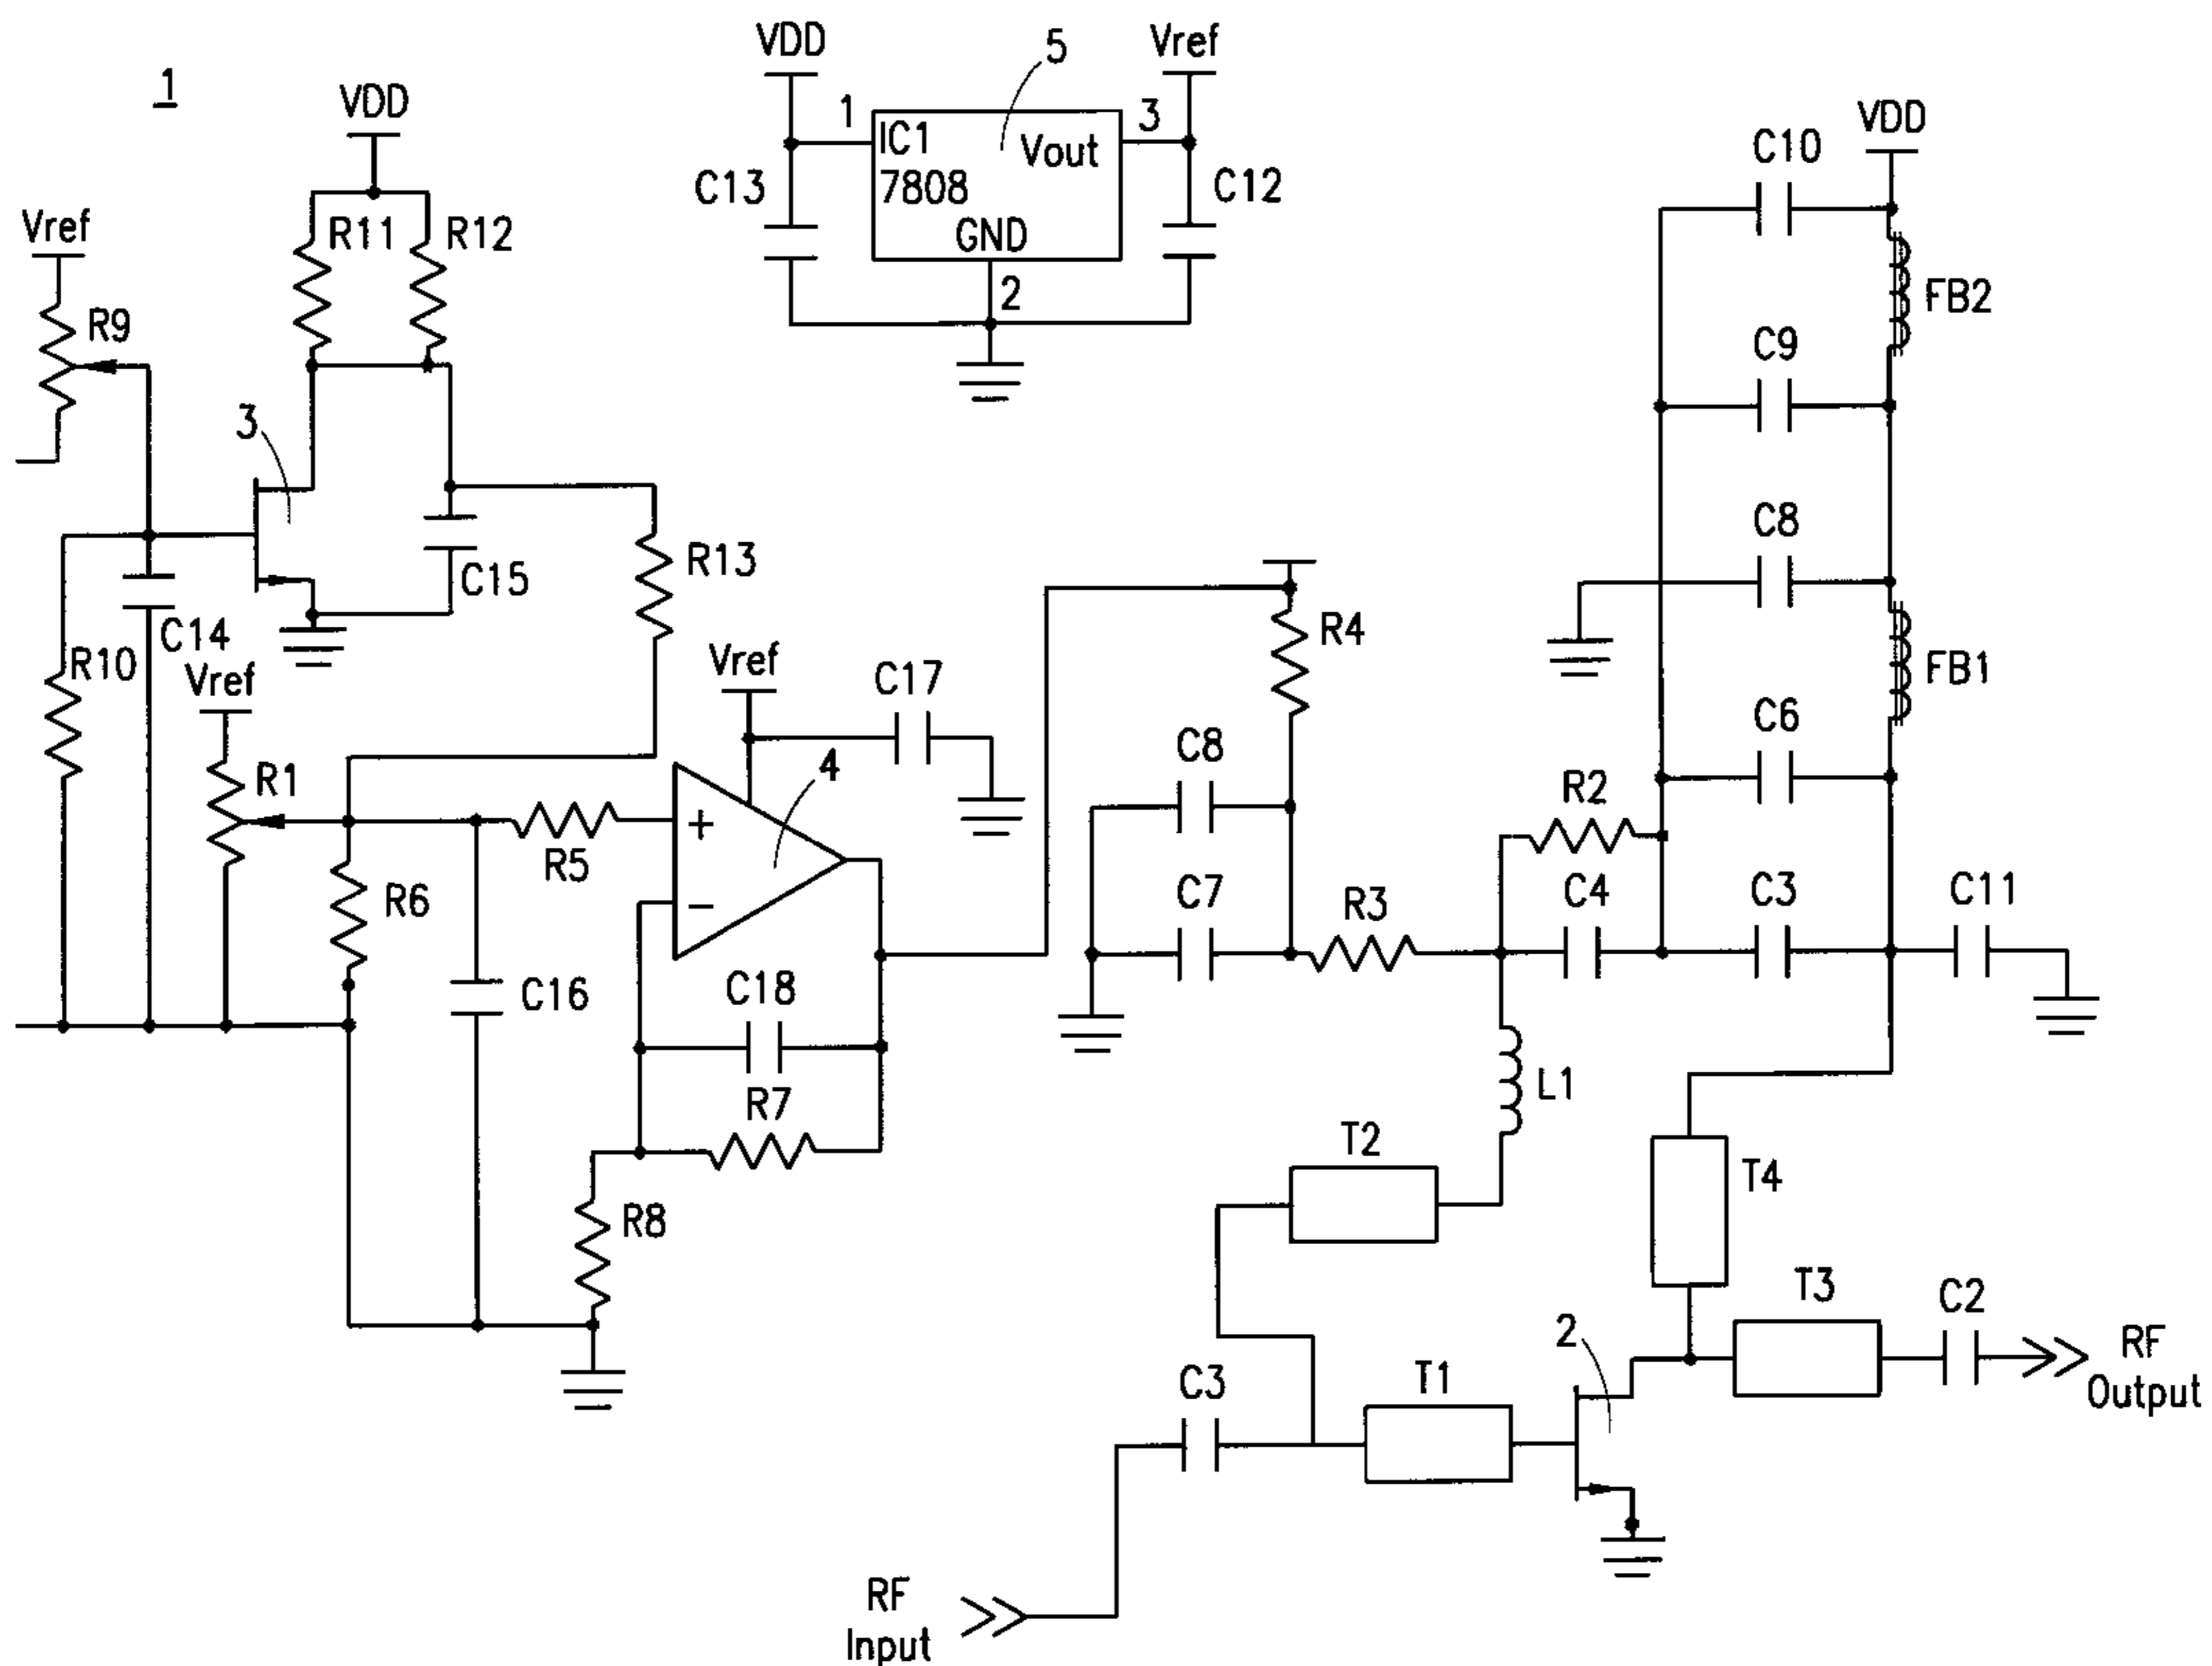 1
VDD
VDD
5
Vref
1
IC1
Vout
3
7808
GND
2
C13
C12
C10
VDD
Vref
R11
R12
R9
FB2
C9
3
C8
R13
C15
C14
R10
Vref
Vref
C17
R4
FB1
C6
R1
4
C8
R2
+
R5
R6
−
C7
R3
C4
C3
C11
C16
C18
R7
L1
T2
T4
R8
T3
C2
2
RF
Output
C3
T1
RF
Input